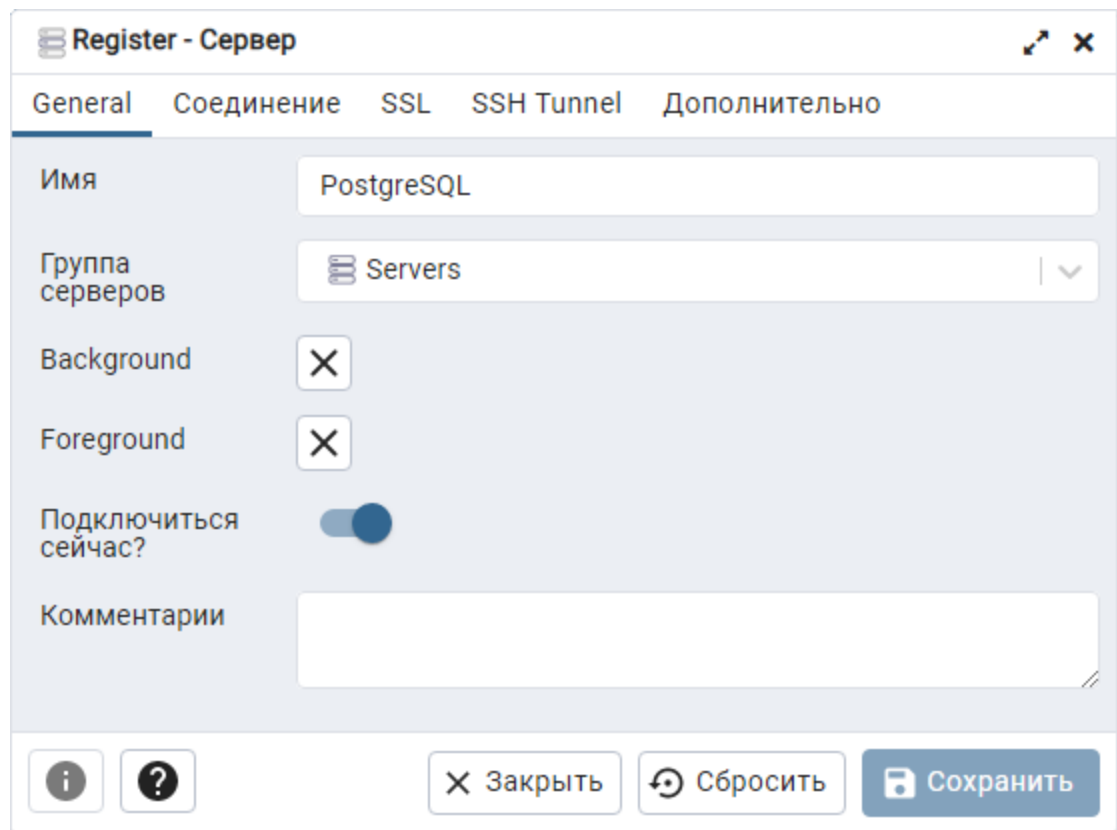 Register - Сервер
General Соединение SSL SSH Tunnel Дополнительно
Имя PostgreSQL
Группа
серверов
Servers
Background
Foreground
Подключиться
сейчас?
Комментарии
Закрыть Сбросить Сохранить